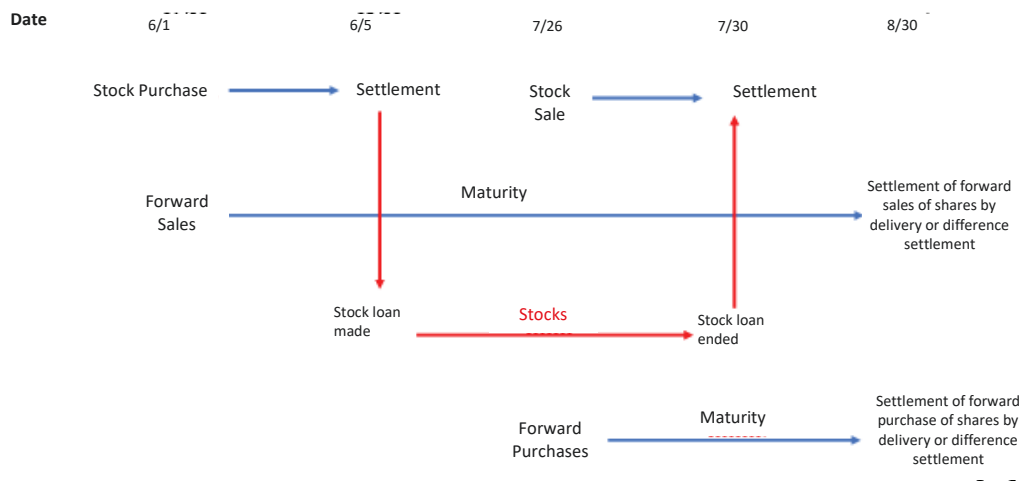 Date
6/1
6/5
7/26
7/30
8/30
Stock Purchase
Settlement
Stock
Sale
Settlement
Forward
Sales
Maturity
Settlement of forward
sales of shares by
delivery or difference
settlement
Stock loan
made
Stocks
Stock loan
ended
Forward
Purchases
Maturity
Settlement of forward
purchase of shares by
delivery or difference
settlement